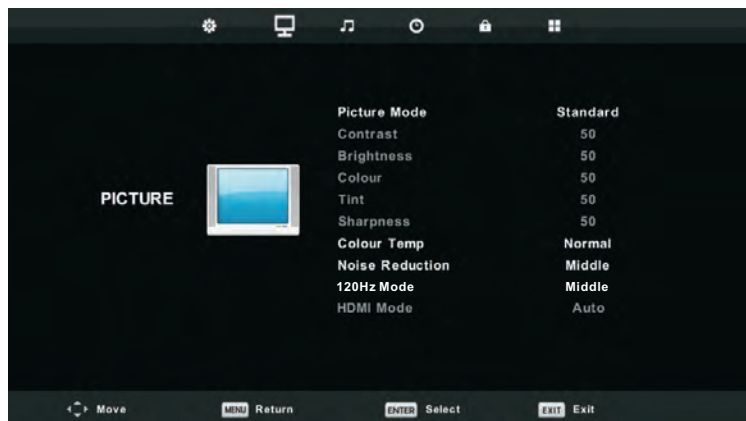 PICTURE
Picture Mode Standard
Contrast 50
Brightness 50
Colour 50
Tint 50
Sharpness 50
Colour Temp Normal
Noise Reduction Middle
120Hz Mode Middle
HDMI Mode Auto
Move MENU Return ENTER Select EXIT Exit